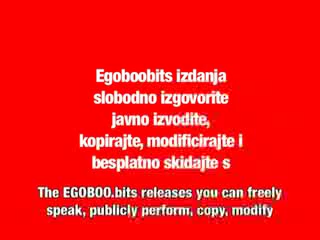 Egoboobits izdanja
slobodno izgovorite
javno izvodite,
kopirajte, modificirajte i
besplatno skidajte s
The EGOBOO.bits releases you can freely
speak, publicly perform, copy, modify